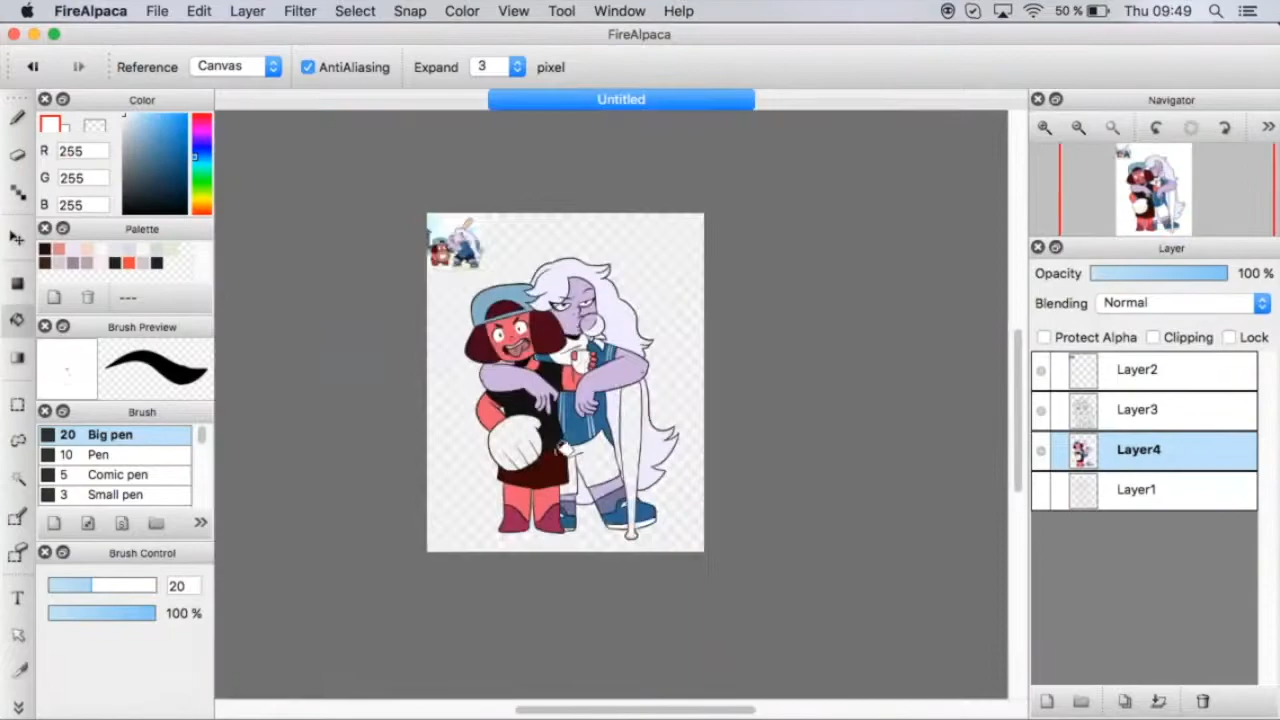 FireAlpaca File Edit Layer Filter Select Snap Color View Tool Window Help 50 % Thu 09:49
FireAlpaca
Reference Canvas AntiAliasing Expand 3 pixel
Color
Untitled
Navigator
R 255
G 255
B 255
Palette
---
Brush Preview
Brush
20 Big pen
10 Pen
5 Comic pen
3 Small pen
Brush Control
20
100 %
T
Layer
Opacity 100 %
Blending Normal
Protect Alpha Clipping Lock
Layer2
Layer3
Layer4
Layer1